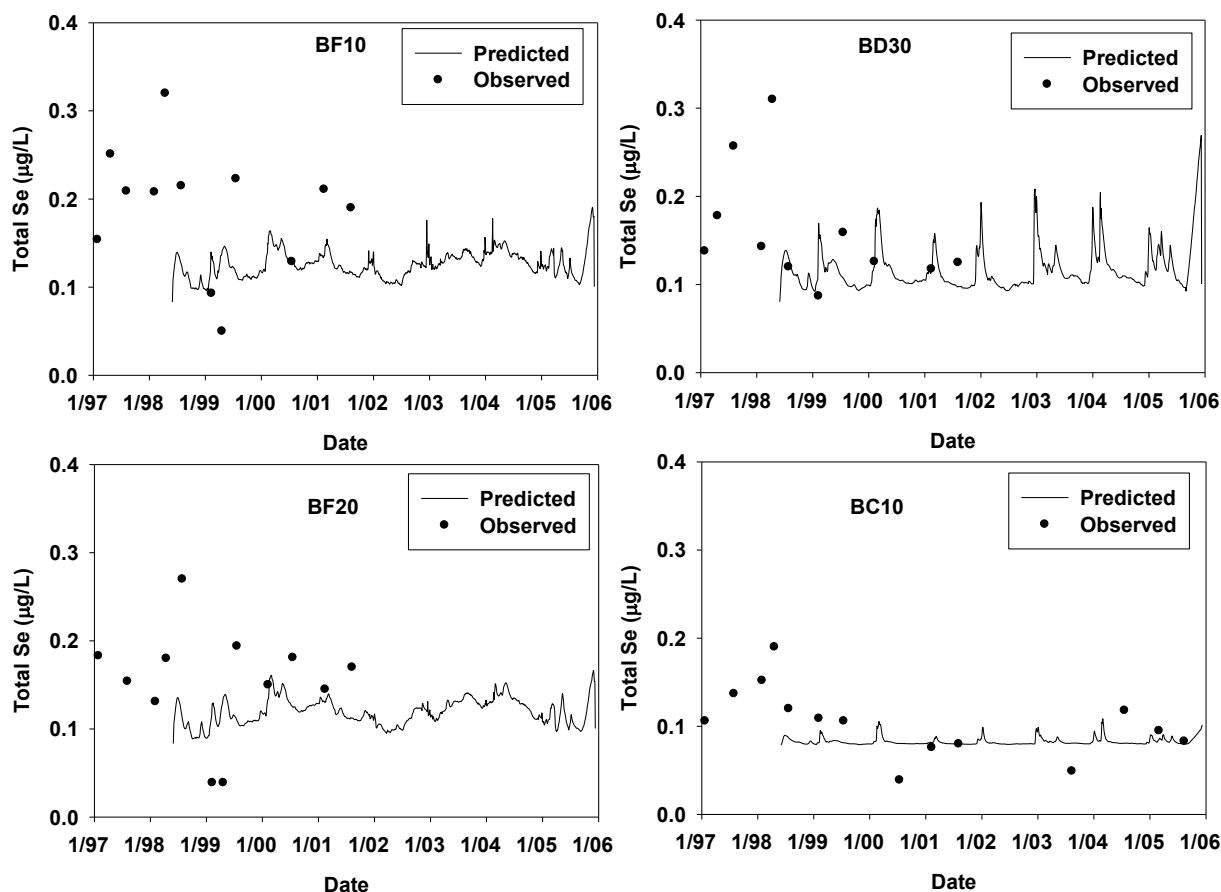 BF10
Predicted
Observed
Total Se (μg/L)
0.4
0.3
0.2
0.1
0.0
1/97 1/98 1/99 1/00 1/01 1/02 1/03 1/04 1/05 1/06
Date
BD30
Predicted
Observed
Total Se (μg/L)
0.4
0.3
0.2
0.1
0.0
1/97 1/98 1/99 1/00 1/01 1/02 1/03 1/04 1/05 1/06
Date
BF20
Predicted
Observed
Total Se (μg/L)
0.4
0.3
0.2
0.1
0.0
1/97 1/98 1/99 1/00 1/01 1/02 1/03 1/04 1/05 1/06
Date
BC10
Predicted
Observed
Total Se (μg/L)
0.4
0.3
0.2
0.1
0.0
1/97 1/98 1/99 1/00 1/01 1/02 1/03 1/04 1/05 1/06
Date